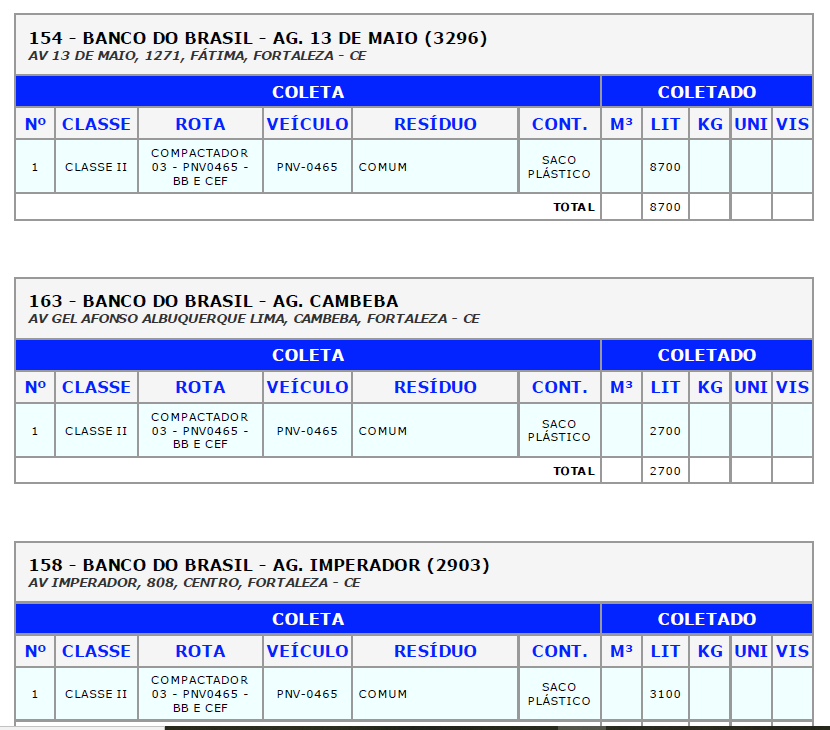 154 - BANCO DO BRASIL - AG. 13 DE MAIO (3296)
AV 13 DE MAIO, 1271, FÁTIMA, FORTALEZA - CE
COLETA COLETADO
Nº CLASSE ROTA VEÍCULO RESÍDUO CONT. M³ LIT KG UNI VIS
COMPACTADOR
1 CLASSE II 03 - PNV0465 - PNV-0465 COMUM SACO 8700
BB E CEF PLÁSTICO
TOTAL 8700
163 - BANCO DO BRASIL - AG. CAMBEBA
AV GEL AFONSO ALBUQUERQUE LIMA, CAMBEBA, FORTALEZA - CE
COLETA COLETADO
Nº CLASSE ROTA VEÍCULO RESÍDUO CONT. M³ LIT KG UNI VIS
COMPACTADOR
1 CLASSE II 03 - PNV0465 - PNV-0465 COMUM SACO 2700
BB E CEF PLÁSTICO
TOTAL 2700
158 - BANCO DO BRASIL - AG. IMPERADOR (2903)
AV IMPERADOR, 808, CENTRO, FORTALEZA - CE
COLETA COLETADO
Nº CLASSE ROTA VEÍCULO RESÍDUO CONT. M³ LIT KG UNI VIS
COMPACTADOR
1 CLASSE II 03 - PNV0465 - PNV-0465 COMUM SACO 3100
BB E CEF PLÁSTICO